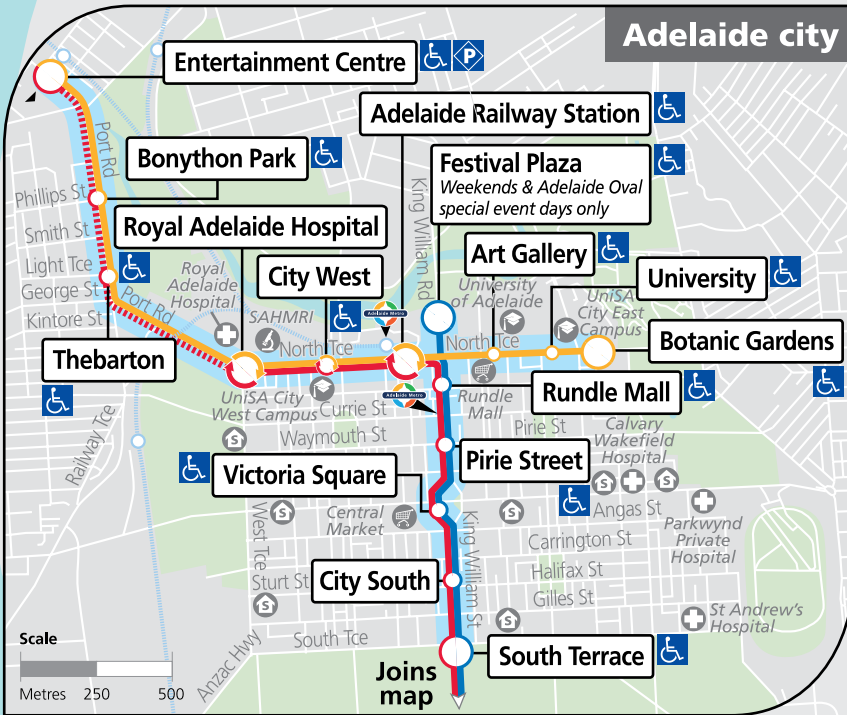 Adelaide city
Entertainment Centre
P
Adelaide Railway Station
Bonython Park
Festival Plaza
Weekends & Adelaide Oval
special event days only
Port Rd
King William Rd
Phillips St
Smith St
Light Tce
George St
Kintore St
Royal Adelaide Hospital
Art Gallery
City West
University
Royal
Adelaide
Hospital
SAHMRI
University
of Adelaide
UniSA
City East
Campus
Port Rd
Adelaide Metro
North Tce
North Tce
Botanic Gardens
Thebarton
Rundle Mall
Adelaide Metro
UniSA City
West Campus
Currie St
Rundle
Mall
Waymouth St
Pirie St
Calvary
Wakefield
Hospital
Railway Tce
S
Victoria Square
Pirie Street
S
S
Angas St
West Tce
S
Central
Market
King William St
S
Parkwynd
Private
Hospital
Carrington St
Halifax St
Gilles St
Sturt St
City South
S
S
St Andrew's
Hospital
Anzac Hwy
South Tce
South Terrace
Joins
map
Scale
Metres 250 500